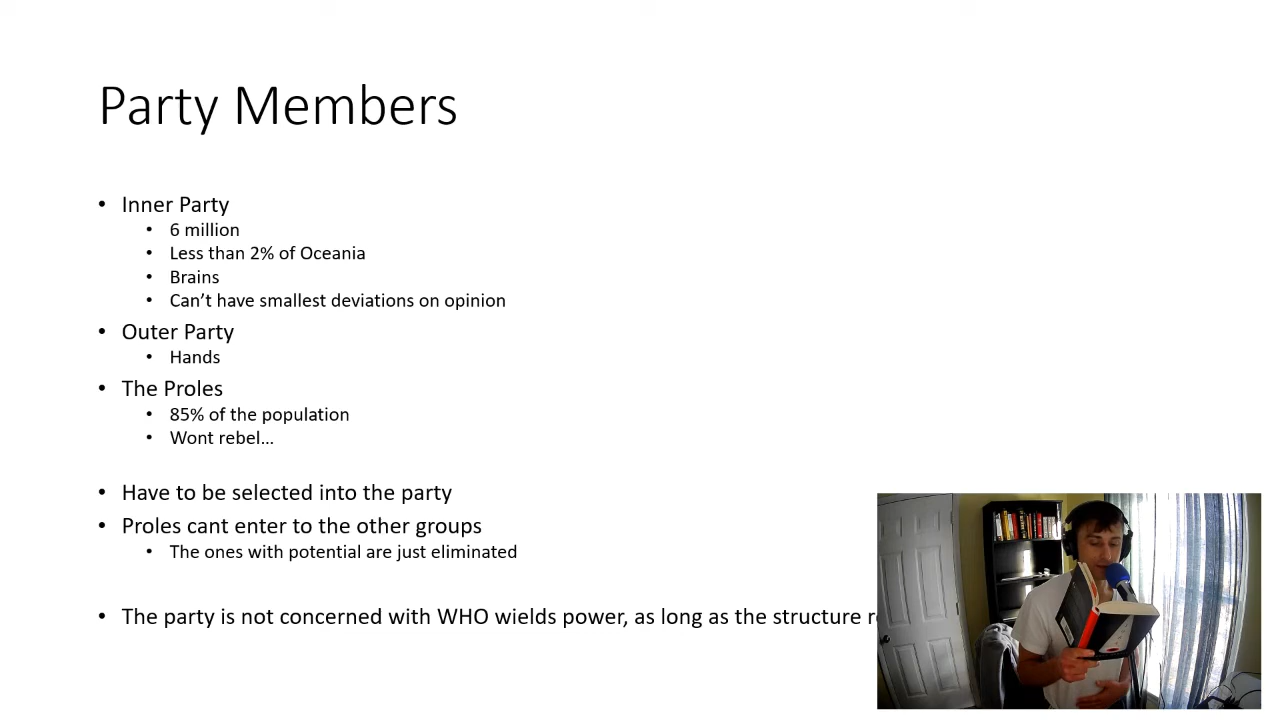 Party Members
• Inner Party
• 6 million
• Less than 2% of Oceania
• Brains
• Can’t have smallest deviations on opinion
• Outer Party
• Hands
• The Proles
• 85% of the population
• Wont rebel...
• Have to be selected into the party
• Proles cant enter to the other groups
• The ones with potential are just eliminated
• The party is not concerned with WHO wields power, as long as the structure